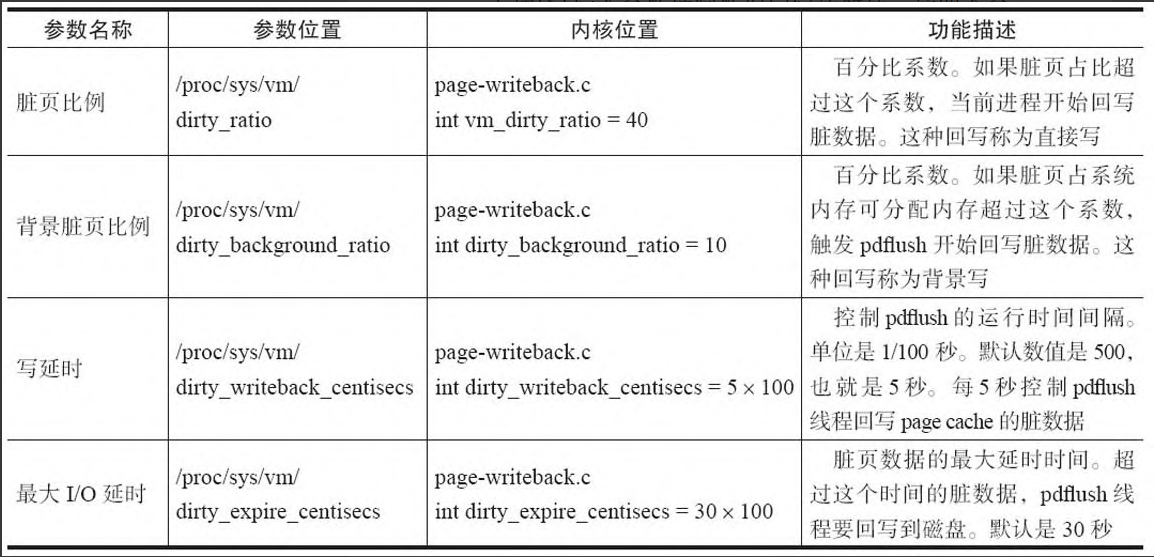 参数名称 参数位置 内核位置 功能描述
脏页比例
/proc/sys/vm/
dirty_ratio
page-writeback.c
int vm_dirty_ratio = 40
百分比系数。如果脏页占比超
过这个系数，当前进程开始回写
脏数据。这种回写称为直接写
背景脏页比例
/proc/sys/vm/
dirty_background_ratio
page-writeback.c
int dirty_background_ratio = 10
百分比系数。如果脏页占系统
内存可分配内存超过这个系数，
触发 pdflush 开始回写脏数据。这
种回写称为背景写
写延时
/proc/sys/vm/
dirty_writeback_centisecs
page-writeback.c
int dirty_writeback_centisecs = 5 × 100
控制 pdflush 的运行时间间隔。
单位是 1/100 秒。默认数值是 500，
也就是 5 秒。每 5 秒控制 pdflush
线程回写 page cache 的脏数据
最大 I/O 延时
/proc/sys/vm/
dirty_expire_centisecs
page-writeback.c
int dirty_expire_centisecs = 30 × 100
脏页数据的最大延时时间。超
过这个时间的脏数据，pdflush 线
程要回写到磁盘。默认是 30 秒